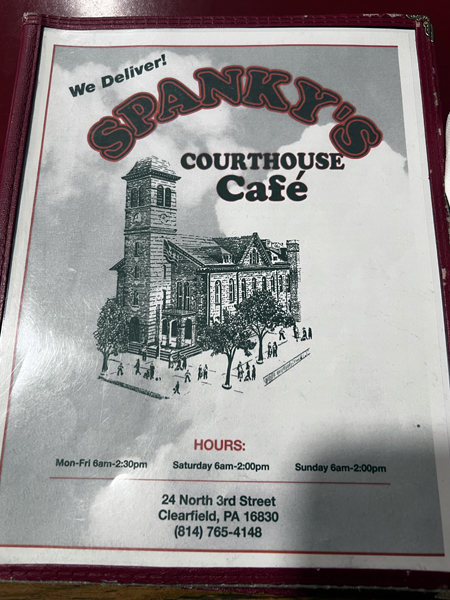 We Deliver!
SPANKY'S
COURTHOUSE
Café
HOURS:
Mon-Fri 6am-2:30pm Saturday 6am-2:00pm Sunday 6am-2:00pm
24 North 3rd Street
Clearfield, PA 16830
(814) 765-4148